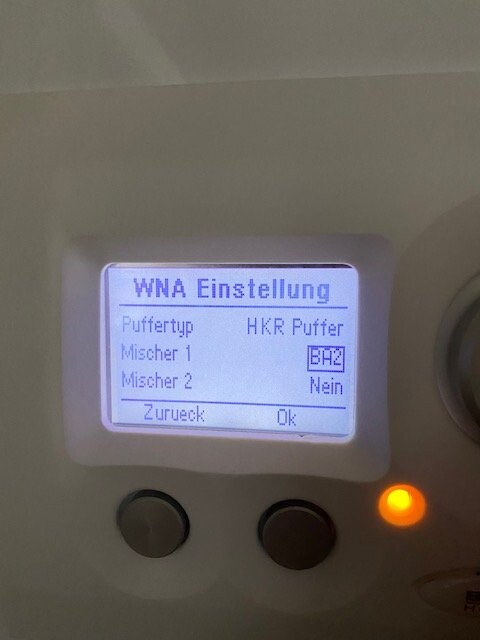 WNA Einstellung
Puffertyp HKR Puffer
Mischer 1 BA2
Mischer 2 Nein
Zurueck Ok